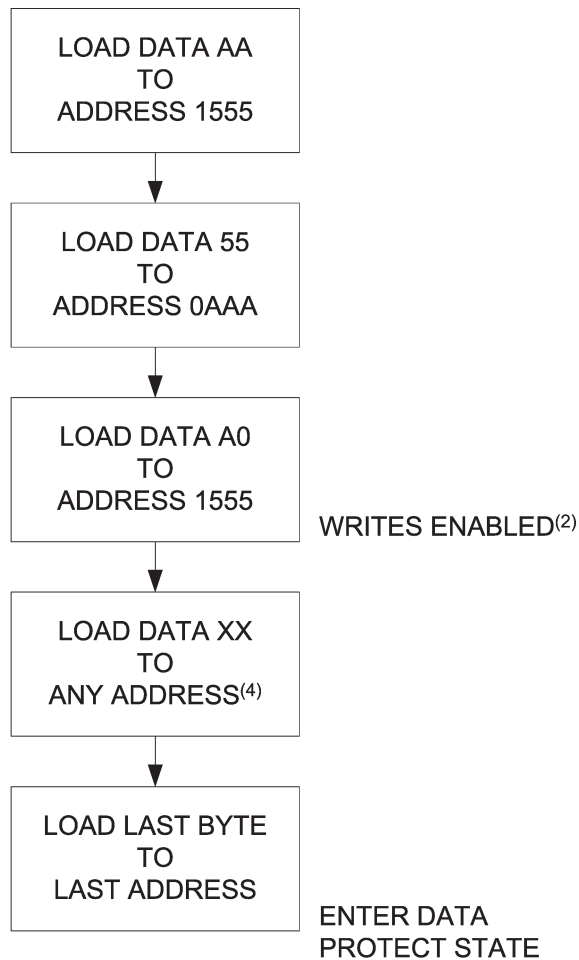 LOAD DATA AA
TO
ADDRESS 1555
LOAD DATA 55
TO
ADDRESS 0AAA
LOAD DATA A0
TO
ADDRESS 1555
WRITES ENABLED(2)
LOAD DATA XX
TO
ANY ADDRESS(4)
LOAD LAST BYTE
TO
LAST ADDRESS
ENTER DATA
PROTECT STATE